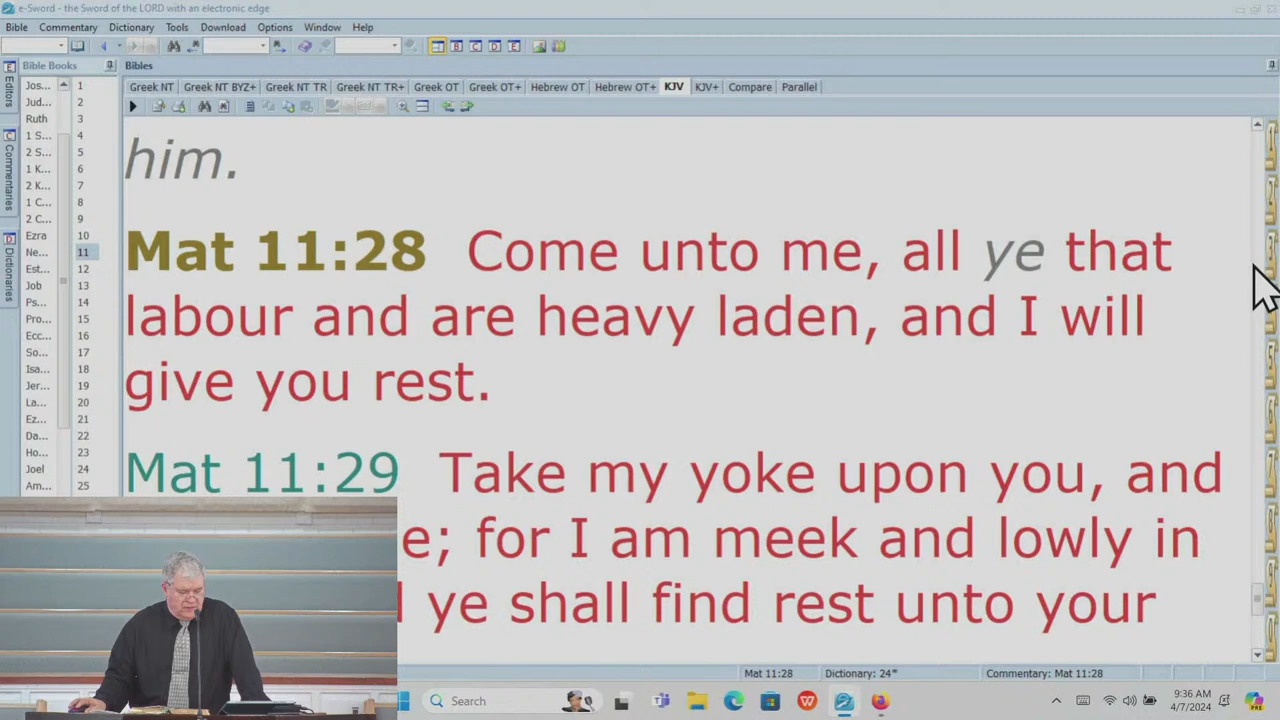 e-Sword - the Sword of the LORD with an electronic edge
Bible Commentary Dictionary Tools Download Options Window Help
B C D E
Bible Books
Bibles
Greek NT Greek NT BYZ+ Greek NT TR Greek NT TR+ Greek OT Greek OT+ Hebrew OT Hebrew OT+ KJV KJV+ Compare Parallel
Editors
Commentaries
Dictionaries
Jos... 1
Jud... 2
Ruth 3
1 S... 4
2 S... 5
1 K... 6
2 K... 7
1 C... 8
2 C... 9
Ezra 10
Ne... 11
Est... 12
Job 13
Ps... 14
Pro... 15
Ecc... 16
So... 17
Isa... 18
Jer... 19
La... 20
Ez... 21
Da... 22
Ho... 23
Joel 24
Am... 25
him.
Mat 11:28 Come unto me, all ye that
labour and are heavy laden, and I will
give you rest.
Mat 11:29 Take my yoke upon you, and
e; for I am meek and lowly in
ye shall find rest unto your
Mat 11:28 Dictionary: 24* Commentary: Mat 11:28
Search
9:36 AM
4/7/2024